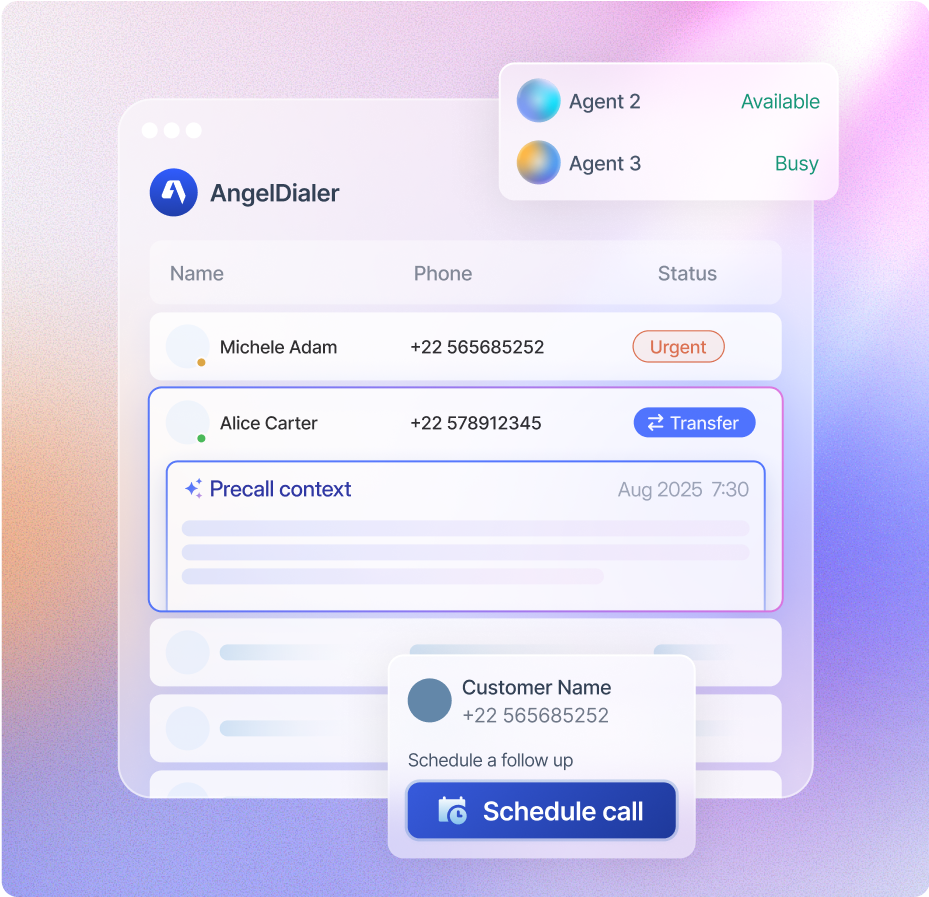 Agent 2 Available
Agent 3 Busy
AngelDialer
Name Phone Status
Michele Adam +22 565685252 Urgent
Alice Carter +22 578912345 Transfer
Precall context Aug 2025 7:30
Customer Name
+22 565685252
Schedule a follow up
Schedule call